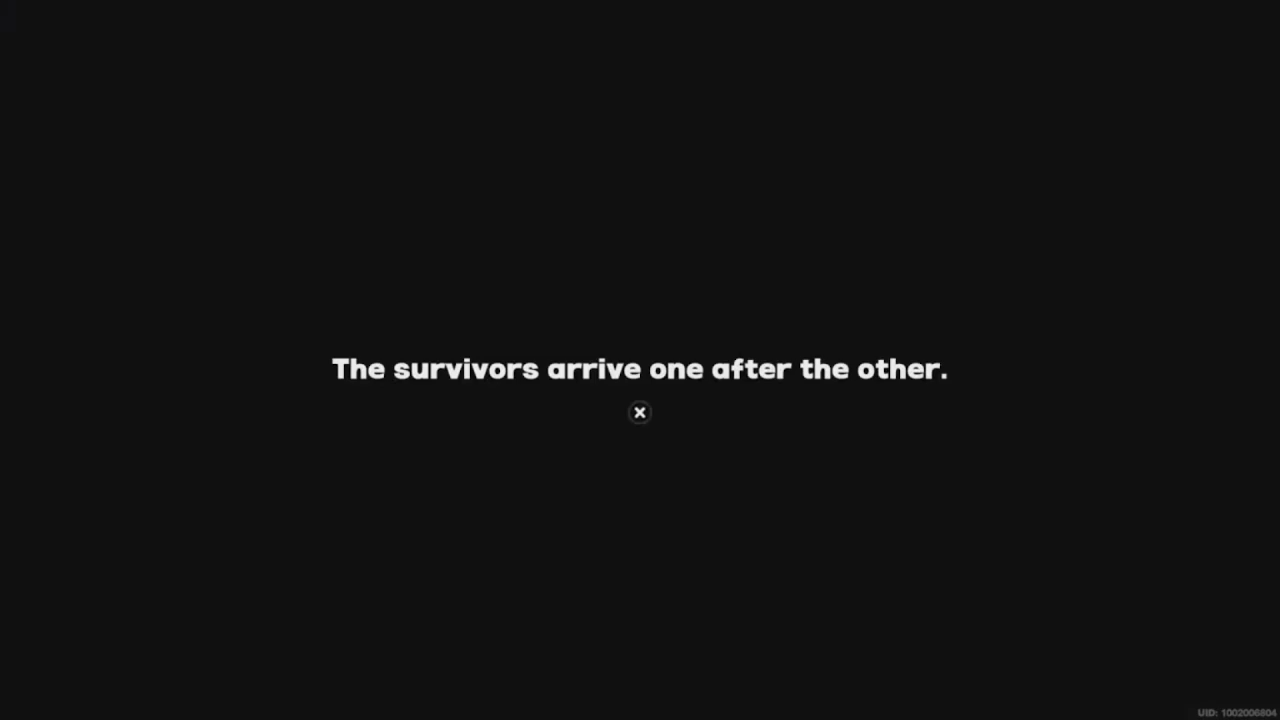 The survivors arrive one after the other.
UID: 1002006804